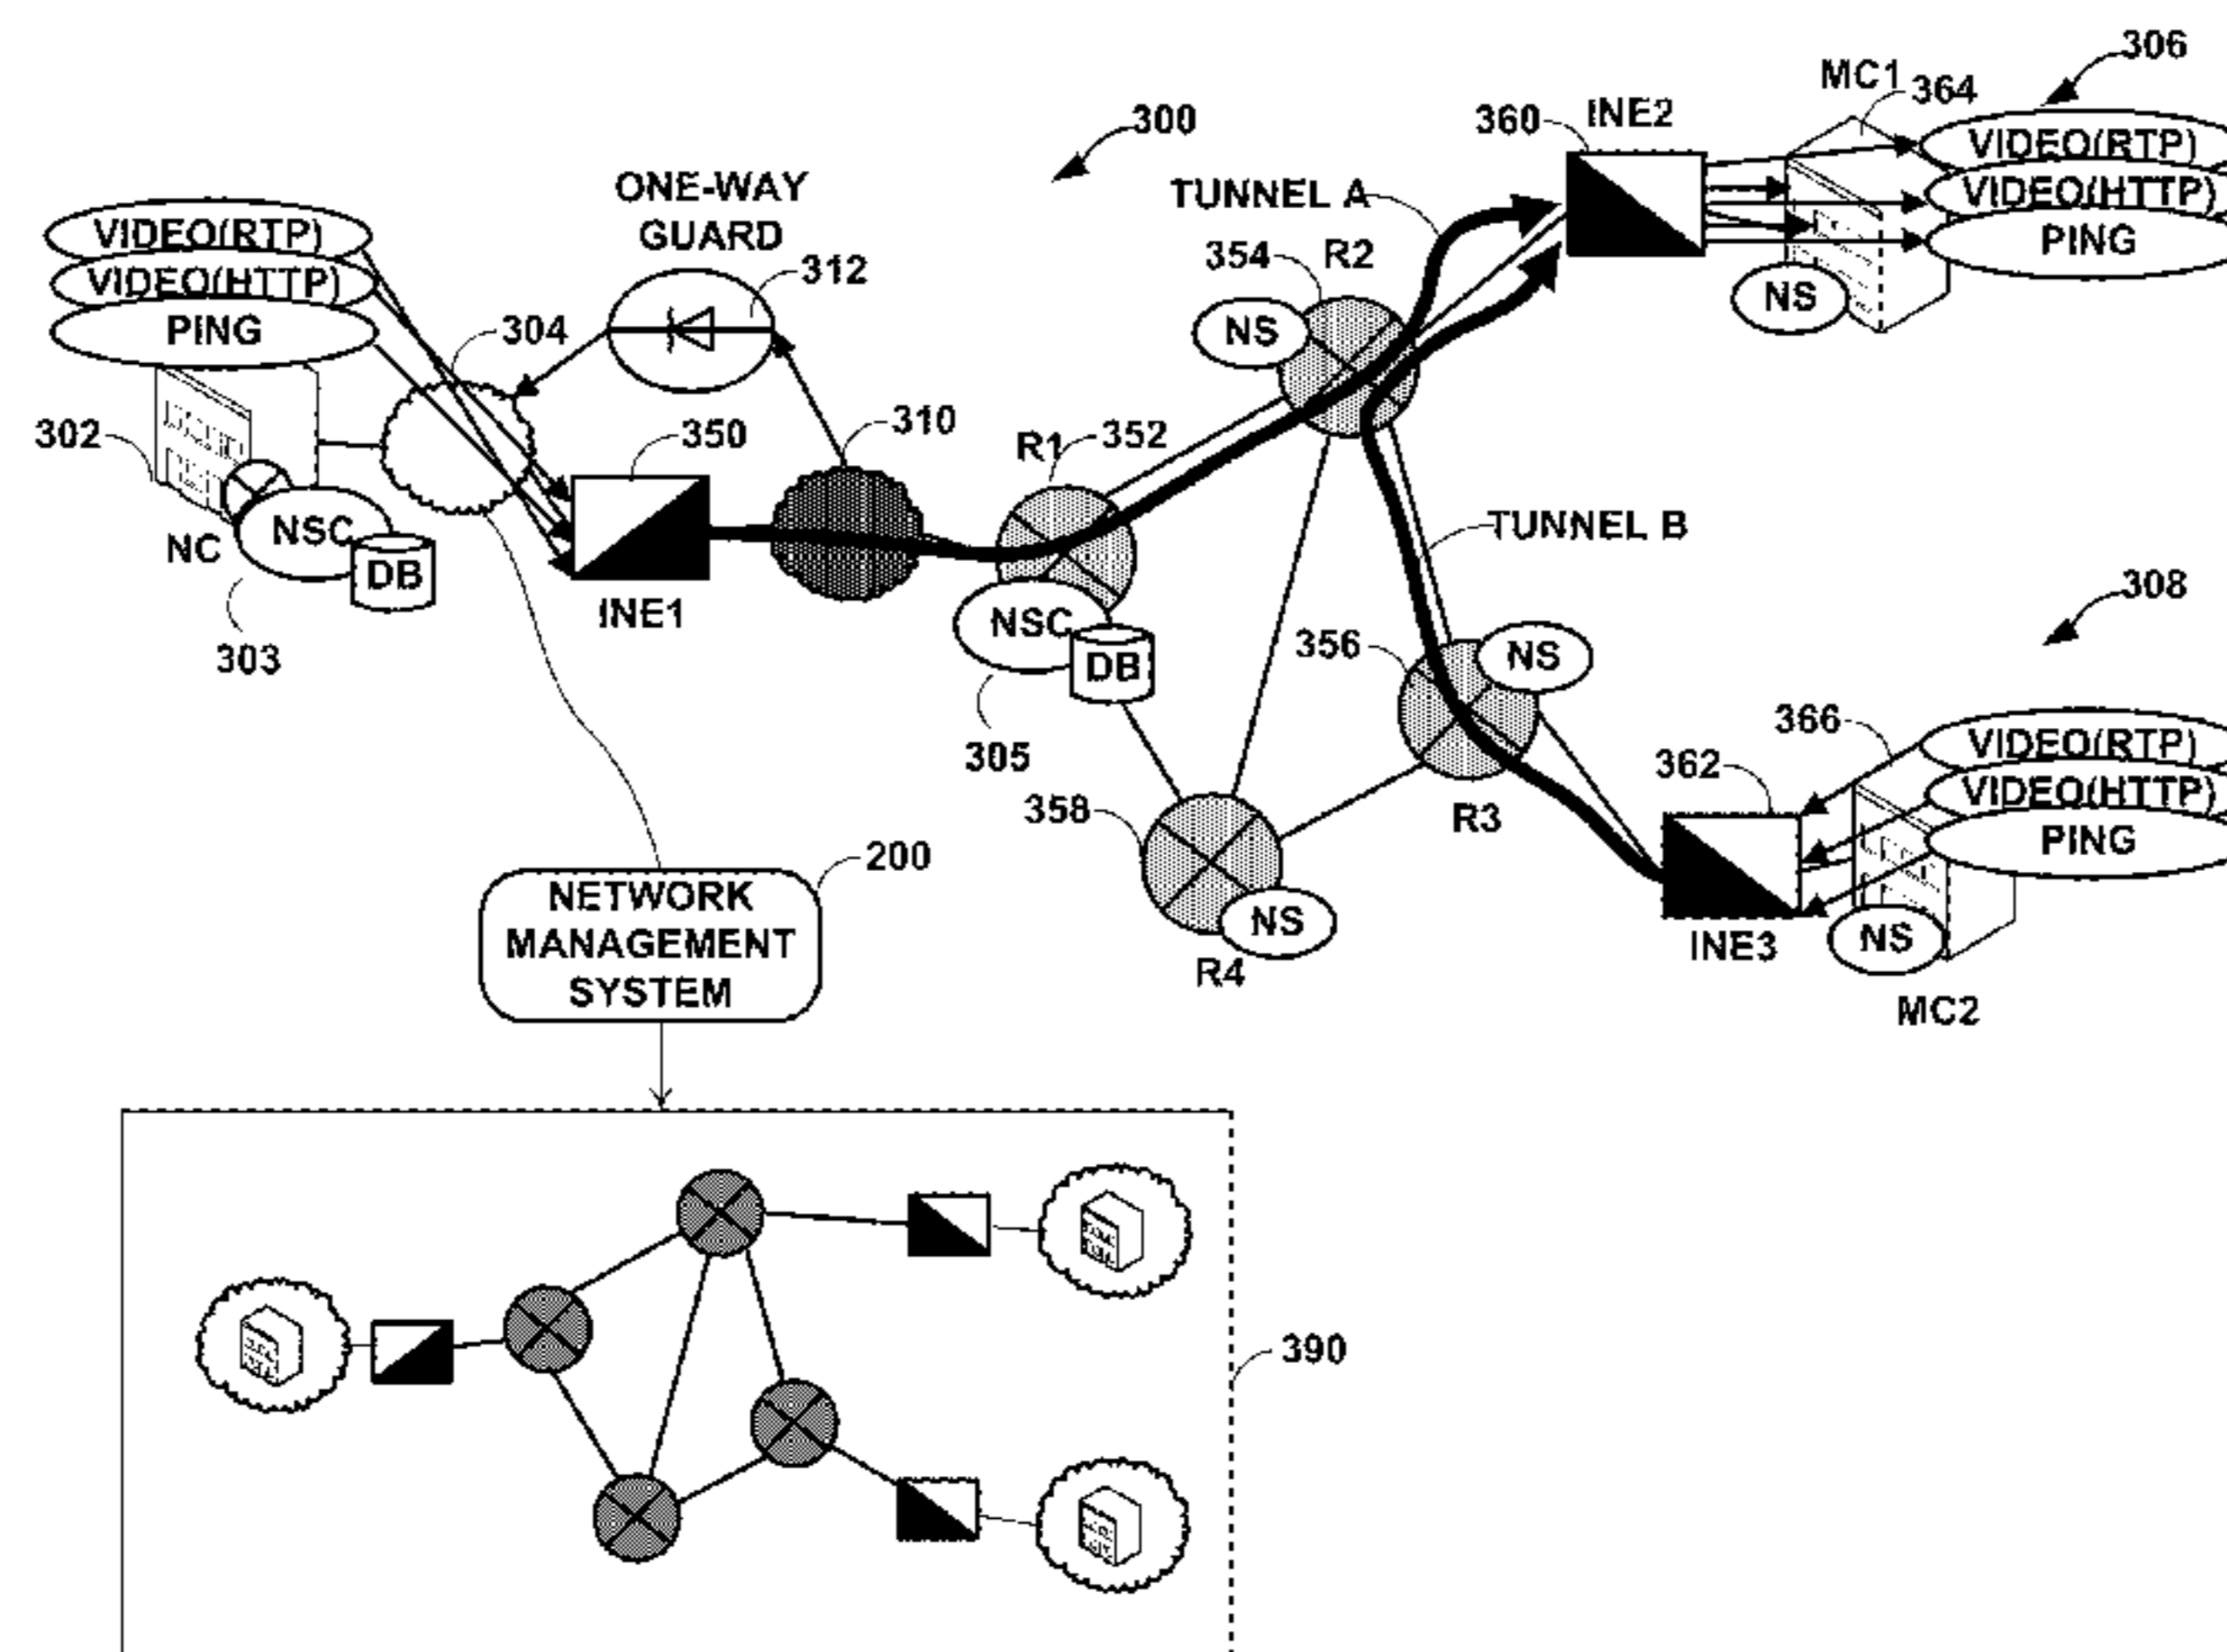 306
MC1
364
VIDEO(RTP)
VIDEO(HTTP)
PING
NS
360
INE2
300
TUNNEL A
354
R2
NS
ONE-WAY
GUARD
312
VIDEO(RTP)
VIDEO(HTTP)
PING
304
302
NC
NSC
DB
303
350
INE1
310
R1
352
NSC
DB
305
TUNNEL B
356
NS
R3
358
NS
R4
308
366
VIDEO(RTP)
VIDEO(HTTP)
PING
362
INE3
NS
MC2
200
NETWORK
MANAGEMENT
SYSTEM
390